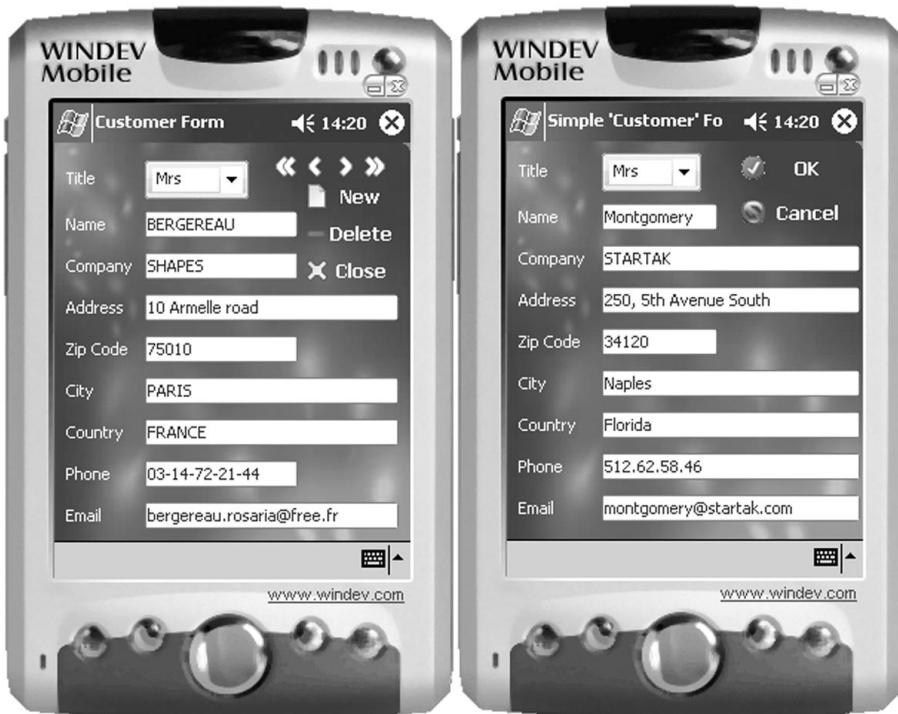 WINDEV
Mobile
Customer Form 14:20
Title Mrs
New
Name BERGEREAU
Delete
Company SHAPES
Close
Address 10 Armelle road
Zip Code 75010
City PARIS
Country FRANCE
Phone 03-14-72-21-44
Email bergereau.rosaria@free.fr
www.windev.com
WINDEV
Mobile
Simple 'Customer' Fo 14:20
Title Mrs
OK
Name Montgomery
Cancel
Company STARTAK
Address 250, 5th Avenue South
Zip Code 34120
City Naples
Country Florida
Phone 512.62.58.46
Email montgomery@startak.com
www.windev.com